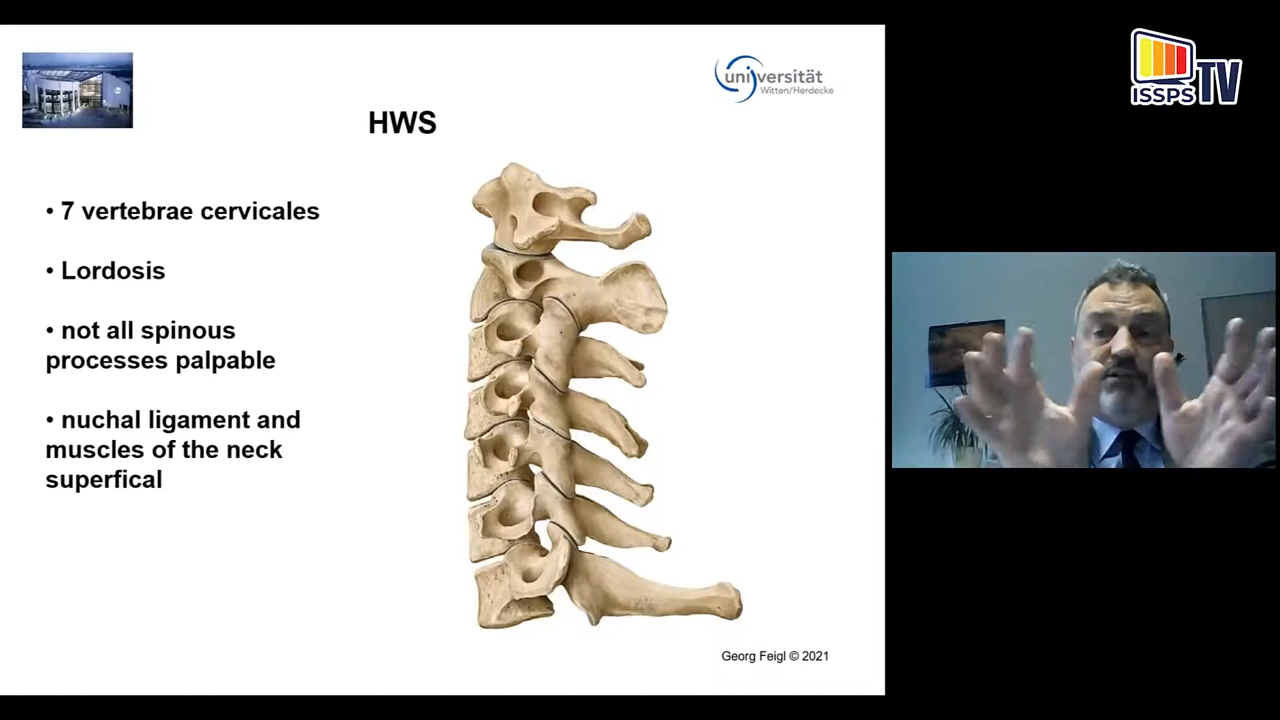 universität
Witten/Herdecke
ISSPS TV
HWS
• 7 vertebrae cervicales
• Lordosis
• not all spinous
processes palpable
• nuchal ligament and
muscles of the neck
superfical
Georg Feigl © 2021